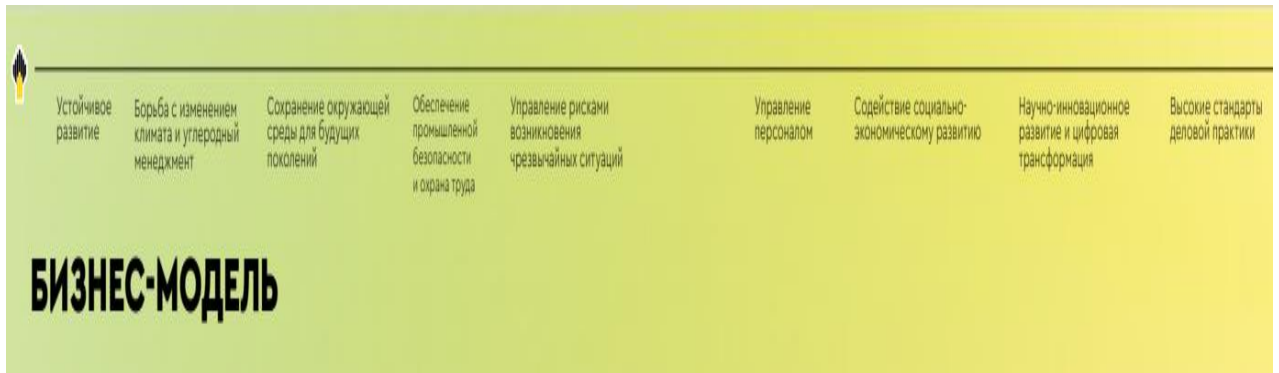 Устойчивое
развитие
Борьба с изменением
климата и углеродный
менеджмент
Сохранение окружающей
среды для будущих
поколений
Обеспечение
промышленной
безопасности
и охрана труда
Управление рисками
возникновения
чрезвычайных ситуаций
Управление
персоналом
Содействие социально-
экономическому развитию
Научно-инновационное
развитие и цифровая
трансформация
Высокие стандарты
деловой практики
БИЗНЕС-МОДЕЛЬ